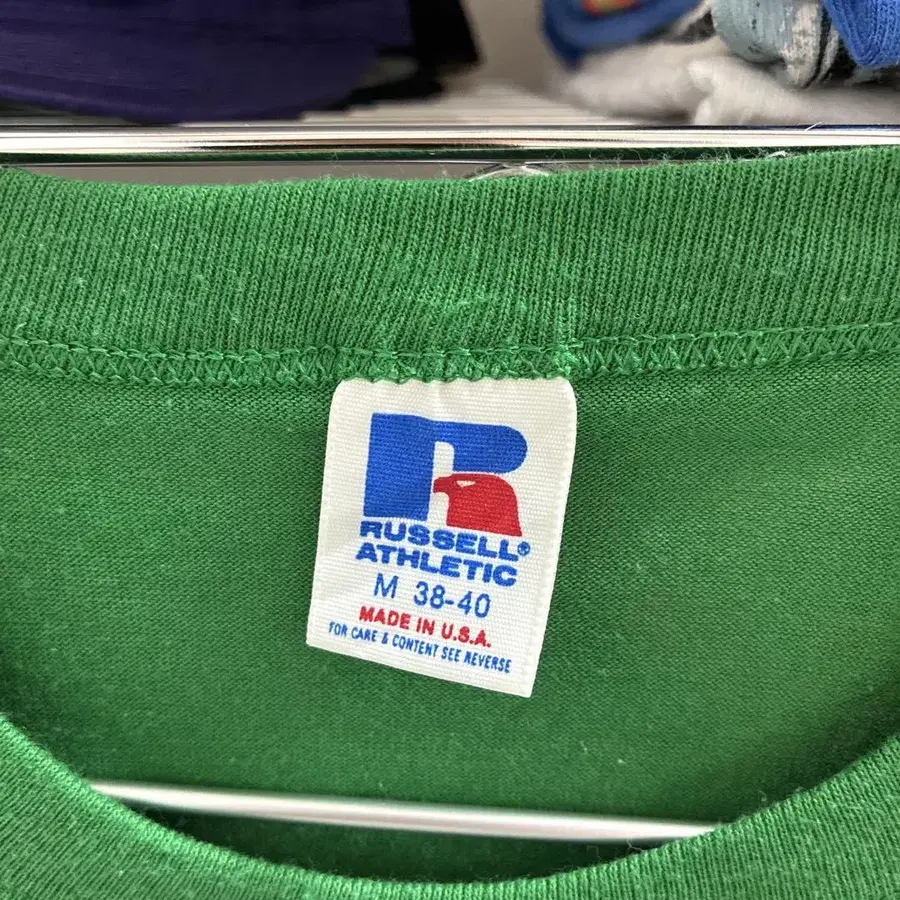 R
RUSSELL®
ATHLETIC
M 38-40
MADE IN U.S.A.
FOR CARE & CONTENT SEE REVERSE